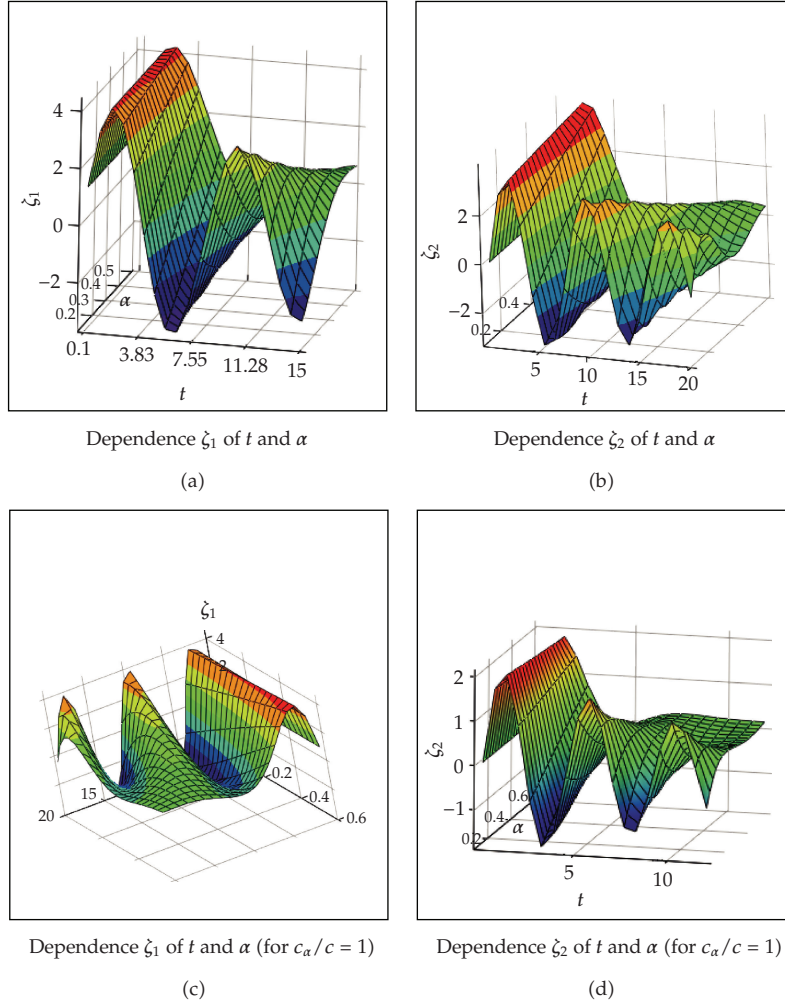 4
2
0
−2
ζ1
0.5
0.4
0.3
0.2
α
0.1
3.83
7.55
11.28
15
t
Dependence ζ1 of t and α
(a)
2
0
−2
ζ2
0.4
0.2
5
10
15
20
t
Dependence ζ2 of t and α
(b)
ζ1
4
2
20
15
0.2
0.4
0.6
Dependence ζ1 of t and α (for cα/c = 1)
(c)
2
1
0
−1
ζ2
0.6
0.4
0.2
α
5
10
t
Dependence ζ2 of t and α (for cα/c = 1)
(d)